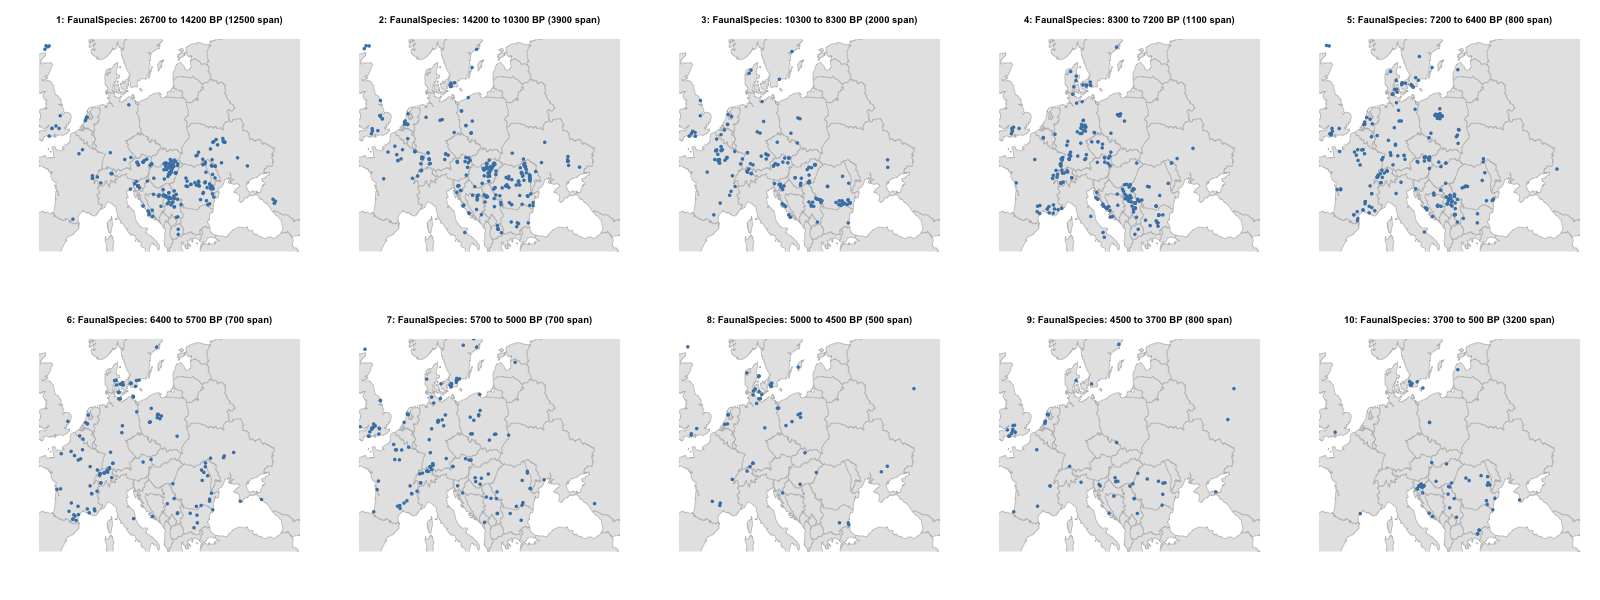 1: FaunalSpecies: 26700 to 14200 BP (12500 span)
2: FaunalSpecies: 14200 to 10300 BP (3900 span)
3: FaunalSpecies: 10300 to 8300 BP (2000 span)
4: FaunalSpecies: 8300 to 7200 BP (1100 span)
5: FaunalSpecies: 7200 to 6400 BP (800 span)
6: FaunalSpecies: 6400 to 5700 BP (700 span)
7: FaunalSpecies: 5700 to 5000 BP (700 span)
8: FaunalSpecies: 5000 to 4500 BP (500 span)
9: FaunalSpecies: 4500 to 3700 BP (800 span)
10: FaunalSpecies: 3700 to 500 BP (3200 span)